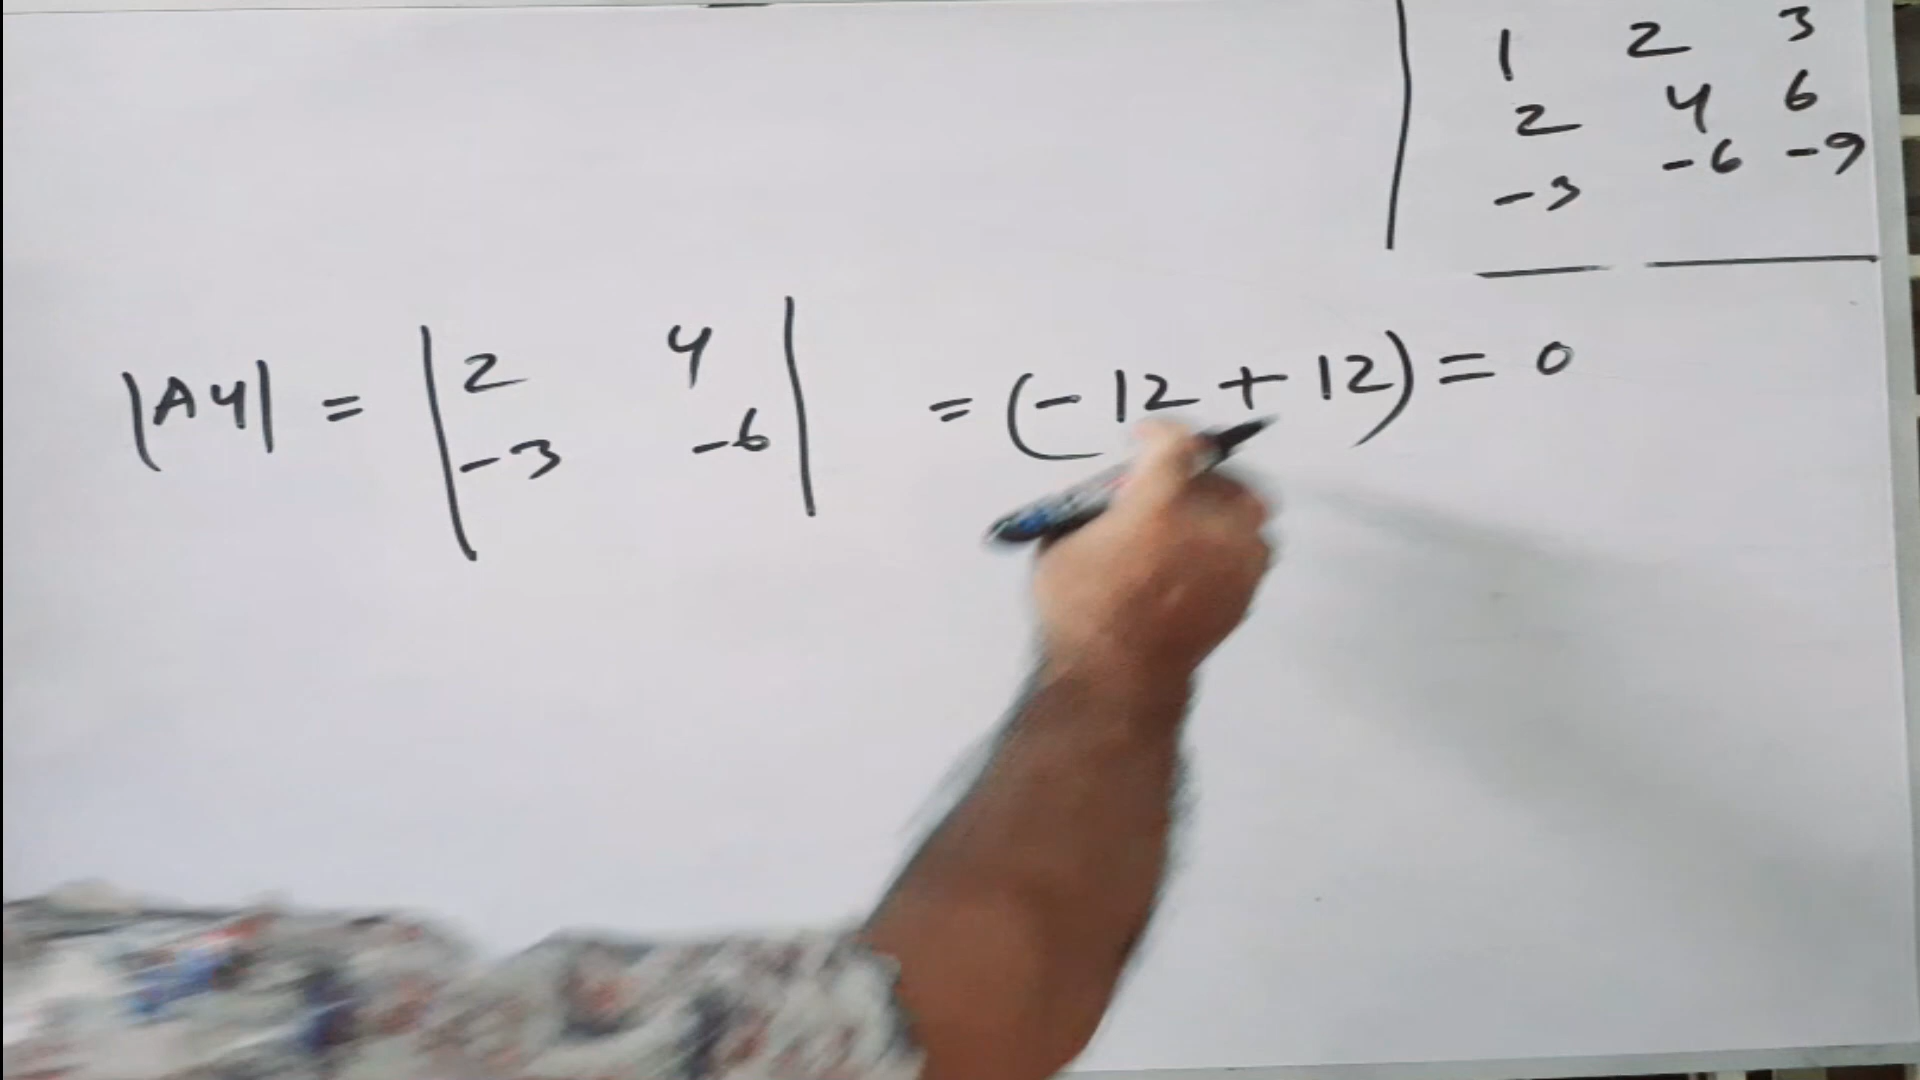 1 2 3
2 4 6
-3 -6 -9
|A4| = | 2 4 | = (-12 + 12) = 0
-3 -6